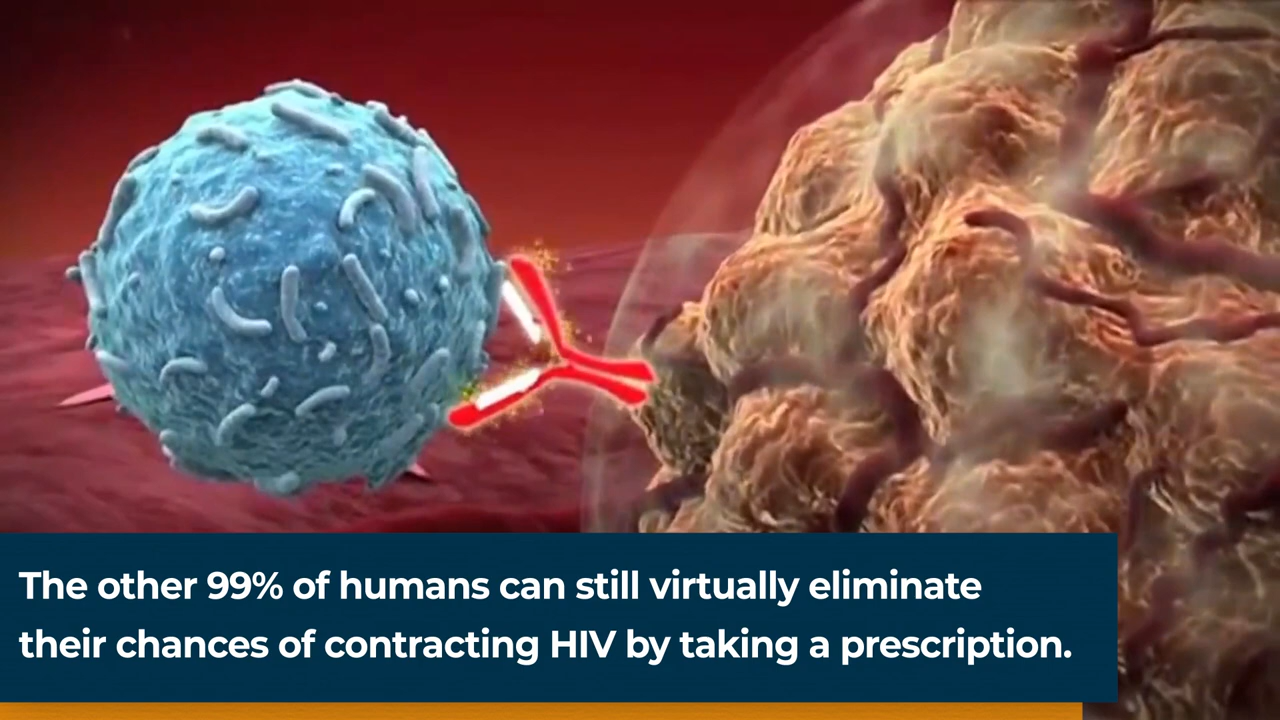 The other 99% of humans can still virtually eliminate
their chances of contracting HIV by taking a prescription.